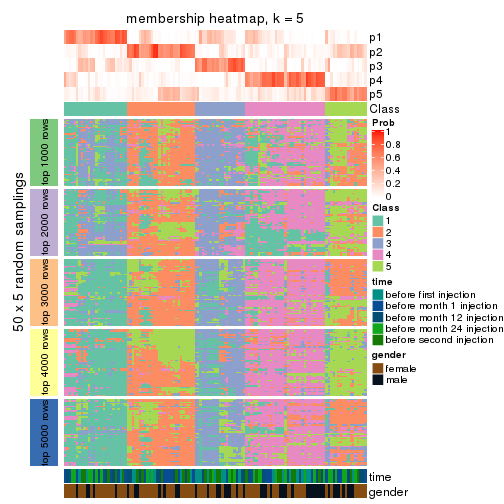 membership heatmap, k = 5
p1
p2
p3
p4
p5
Class
50 x 5 random samplings
top 1000 rows
top 2000 rows
top 3000 rows
top 4000 rows
top 5000 rows
Prob
1
0.8
0.6
0.4
0.2
0
Class
1
2
3
4
5
time
before first injection
before month 1 injection
before month 12 injection
before month 24 injection
before second injection
gender
female
male
time
gender